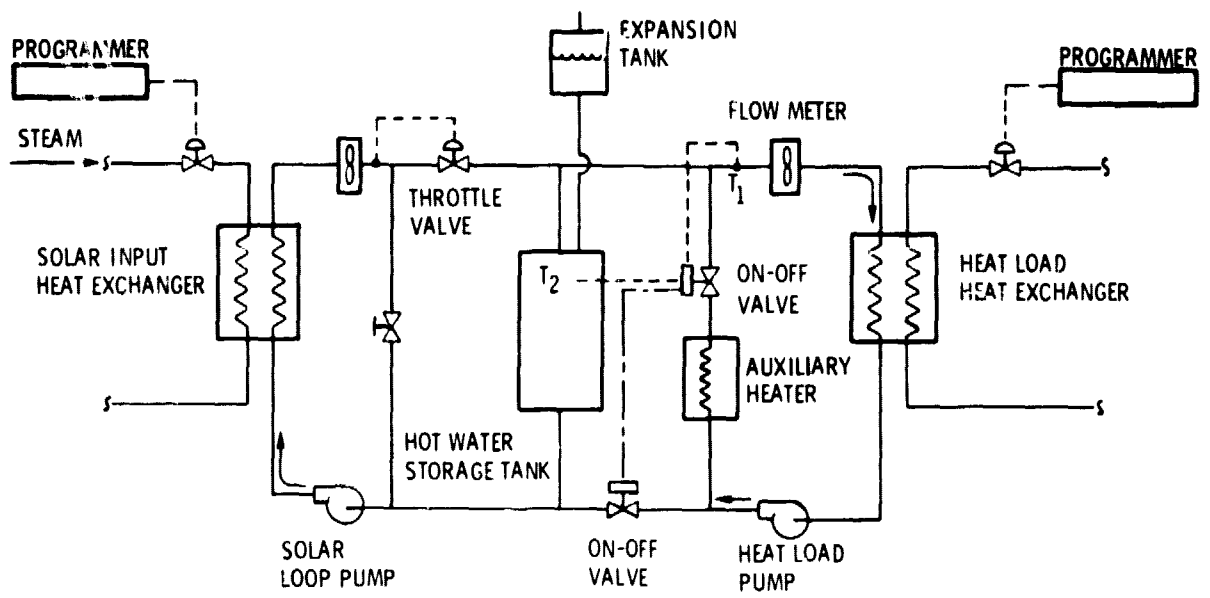 EXPANSION
TANK
PROGRAMMER
PROGRAMMER
FLOW METER
STEAM
T1
THROTTLE
VALVE
SOLAR INPUT
HEAT EXCHANGER
T2
ON-OFF
VALVE
HEAT LOAD
HEAT EXCHANGER
AUXILIARY
HEATER
HOT WATER
STORAGE TANK
SOLAR
LOOP PUMP
ON-OFF
VALVE
HEAT LOAD
PUMP